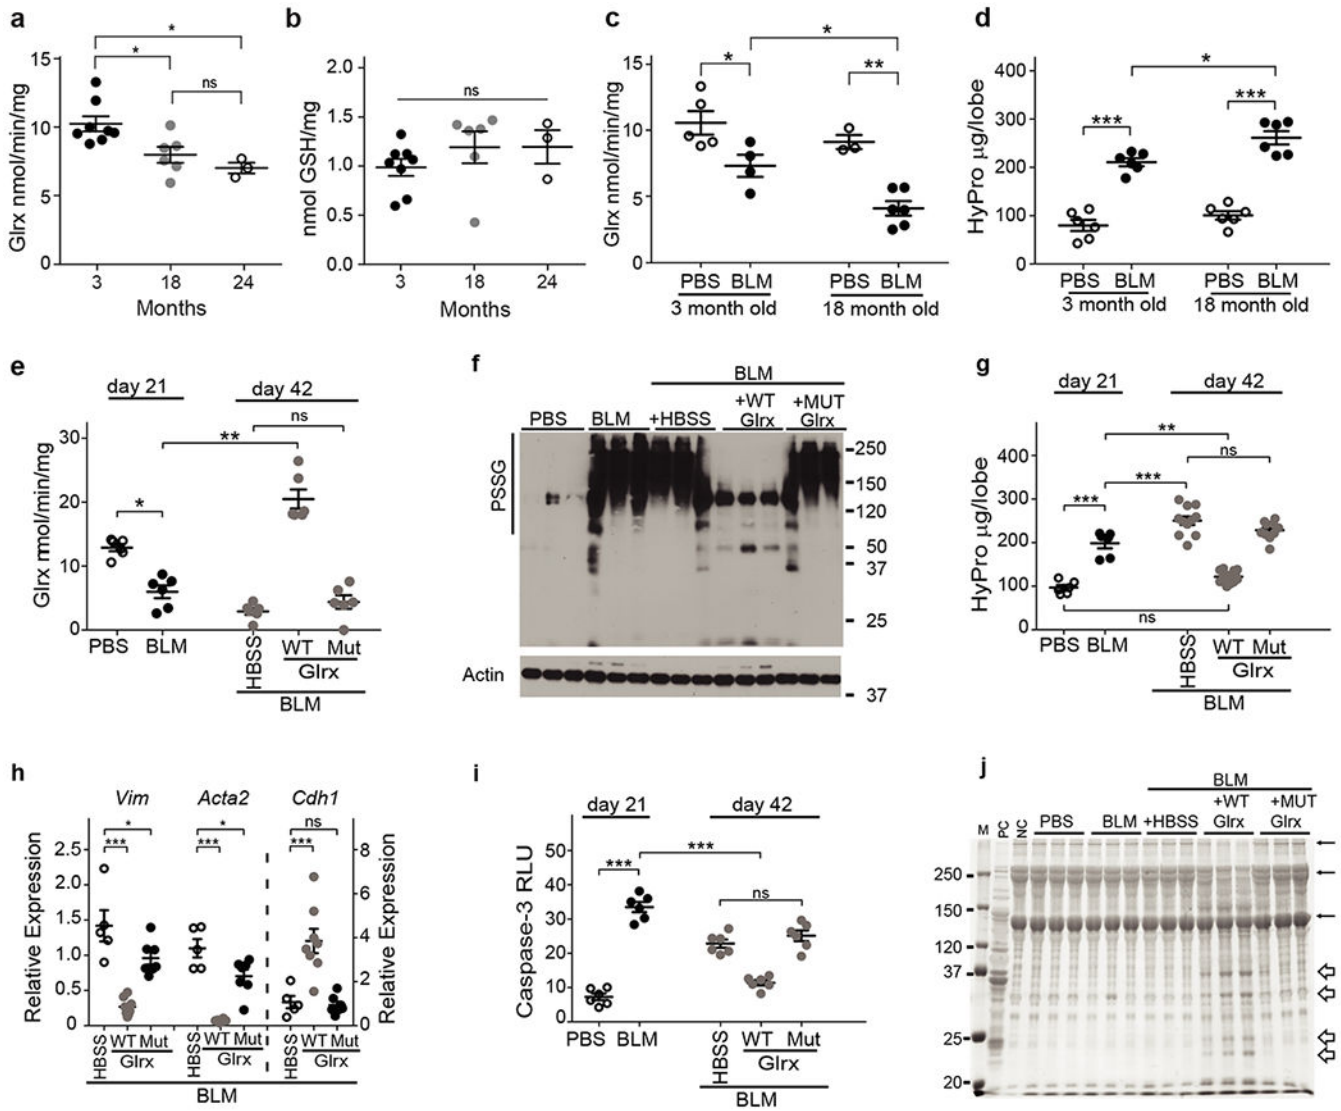 a
*
*
ns
Glrx nmol/min/mg
15
10
5
0
3 18 24
Months
b
ns
nmol GSH/mg
2.0
1.5
1.0
0.5
0.0
3 18 24
Months
c
*
*
**
Glrx nmol/min/mg
15
10
5
0
PBS BLM PBS BLM
3 month old 18 month old
d
*
***
***
HyPro µg/lobe
400
300
200
100
0
PBS BLM PBS BLM
3 month old 18 month old
e
day 21 day 42
ns
**
*
Glrx rmol/min/mg
30
20
10
0
PBS BLM HBSS WT Mut
Glrx
BLM
f
BLM
+WT +MUT
PBS BLM +HBSS Glrx Glrx
PSSG
250
150
120
50
37
25
Actin
37
g
day 21 day 42
**
ns
***
***
HyPro µg/lobe
400
300
200
100
0
ns
PBS BLM HBSS WT Mut
Glrx
BLM
h
Vim Acta2 Cdh1
* * ns
*** *** ***
Relative Expression
2.5
2.0
1.5
1.0
0.5
0
8
6
4
2
0
Relative Expression
HBSS WT Mut HBSS WT Mut HBSS WT Mut
Glrx Glrx Glrx
BLM
i
day 21 day 42
***
***
ns
Caspase-3 RLU
50
40
30
20
10
0
PBS BLM HBSS WT Mut
Glrx
BLM
j
BLM
+WT +MUT
M PC NC PBS BLM +HBSS Glrx Glrx
250
150
120
37
25
20